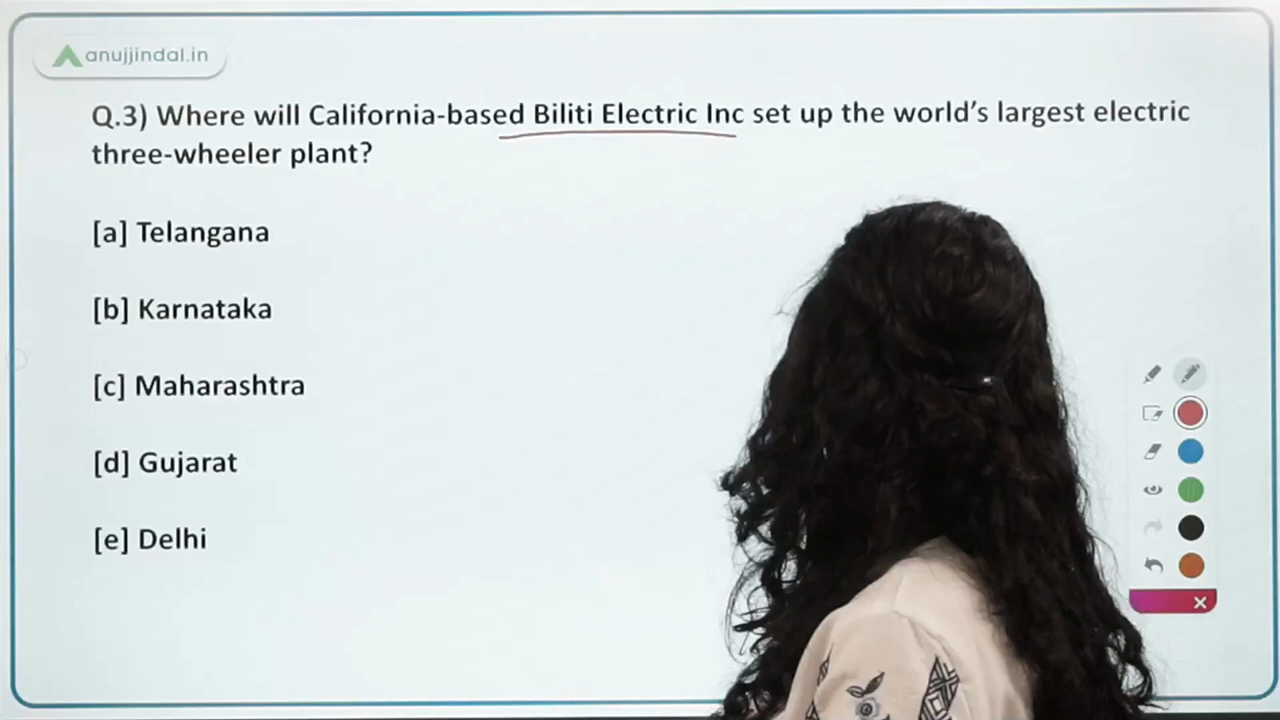 anujjindal.in
Q.3) Where will California-based Biliti Electric Inc set up the world’s largest electric
three-wheeler plant?
[a] Telangana
[b] Karnataka
[c] Maharashtra
[d] Gujarat
[e] Delhi